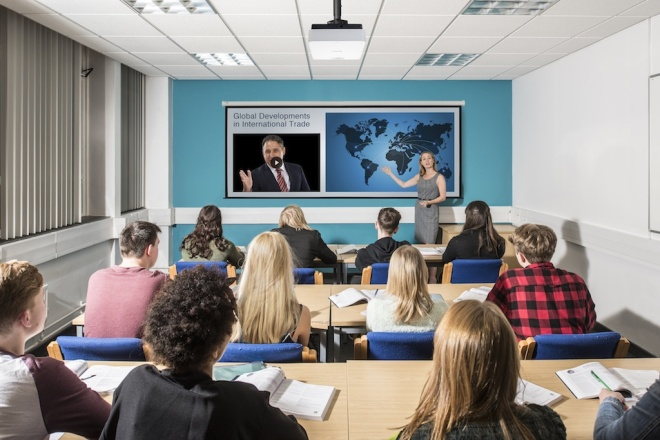 Global Developments
in International Trade